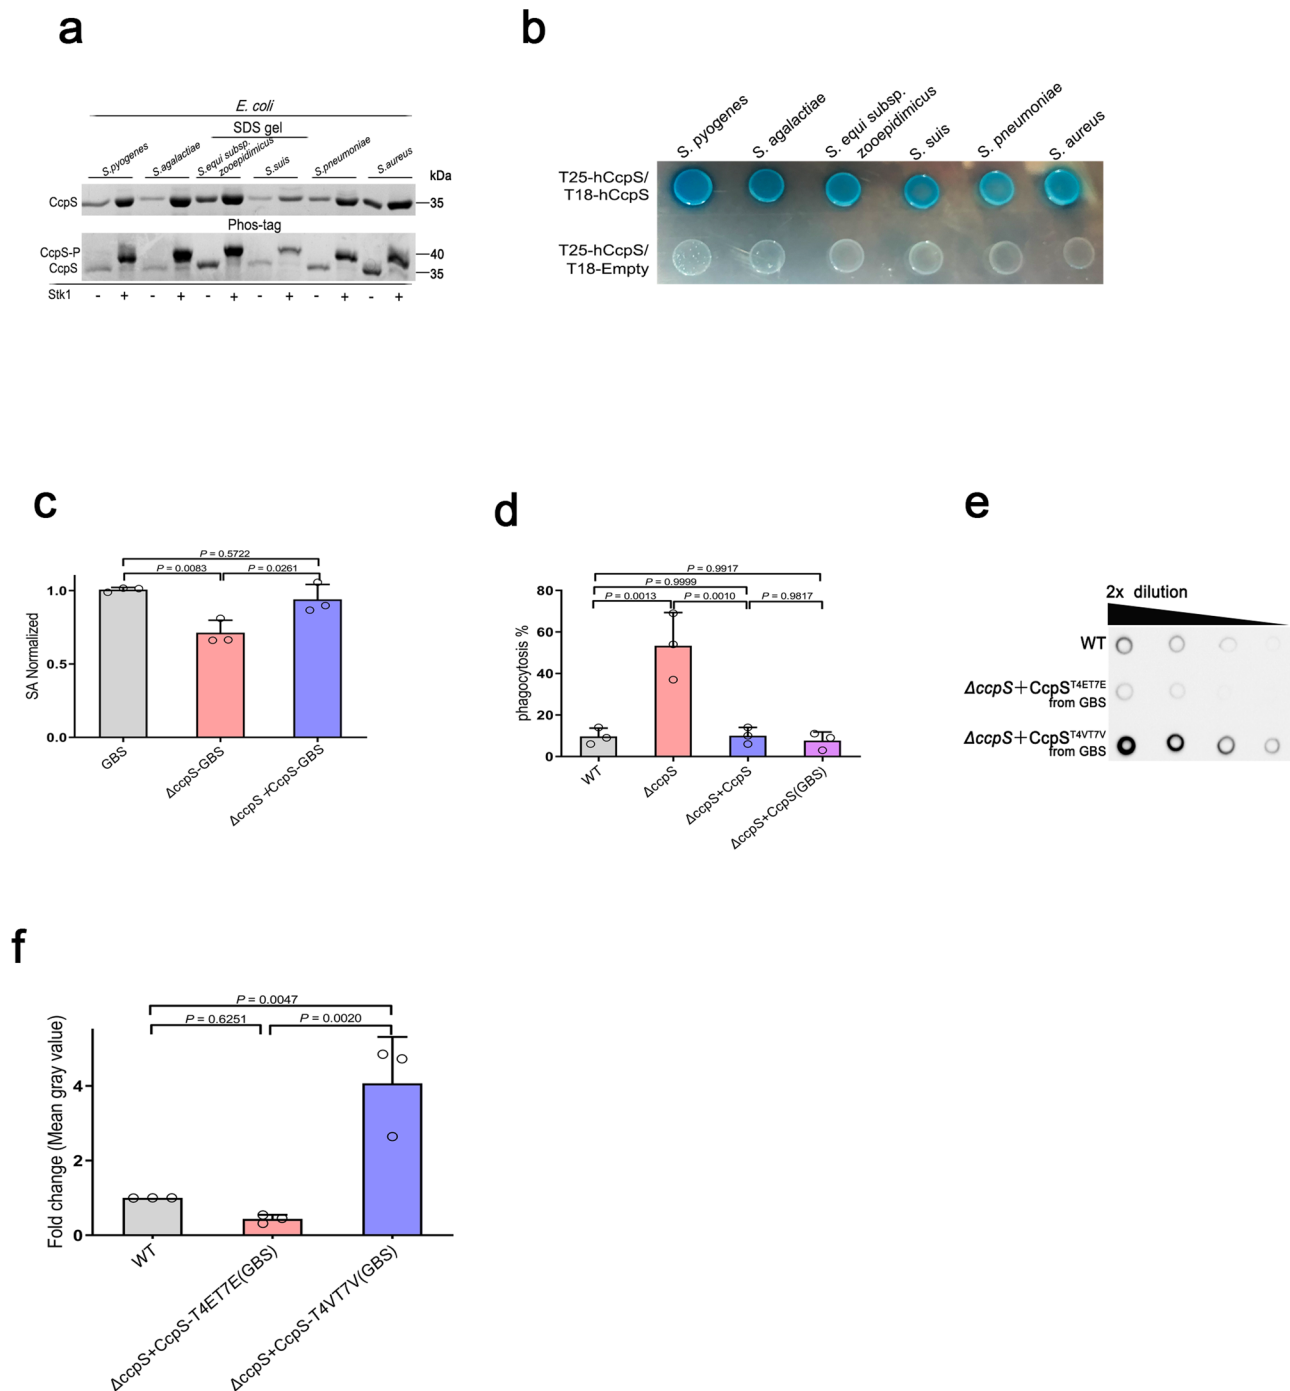 a
E. coli
SDS gel
S.pyogenes
S.agalactiae
S.equi subsp.
zooepidimicus
S.suis
S.pneumoniae
S.aureus
kDa
CcpS
35
Phos-tag
CcpS-P
CcpS
40
35
Stk1
- + - + - + - + - + - +
b
S. pyogenes
S. agalactiae
S. equi subsp.
zooepidimicus
S. suis
S. pneumoniae
S. aureus
T25-hCcpS/
T18-hCcpS
T25-hCcpS/
T18-Empty
c
P = 0.5722
P = 0.0083
P = 0.0261
SA Normalized
1.0
0.5
0.0
GBS
ΔccpS-GBS
ΔccpS+CcpS-GBS
d
P = 0.9917
P = 0.9999
P = 0.0013
P = 0.0010
P = 0.9817
phagocytosis %
80
60
40
20
0
WT
ΔccpS
ΔccpS+CcpS
ΔccpS+CcpS(GBS)
e
2x dilution
WT
ΔccpS+CcpST4ET7E
from GBS
ΔccpS+CcpST4VT7V
from GBS
f
P = 0.0047
P = 0.6251
P = 0.0020
Fold change (Mean gray value)
4
2
0
WT
ΔccpS+CcpS-T4ET7E(GBS)
ΔccpS+CcpS-T4VT7V(GBS)